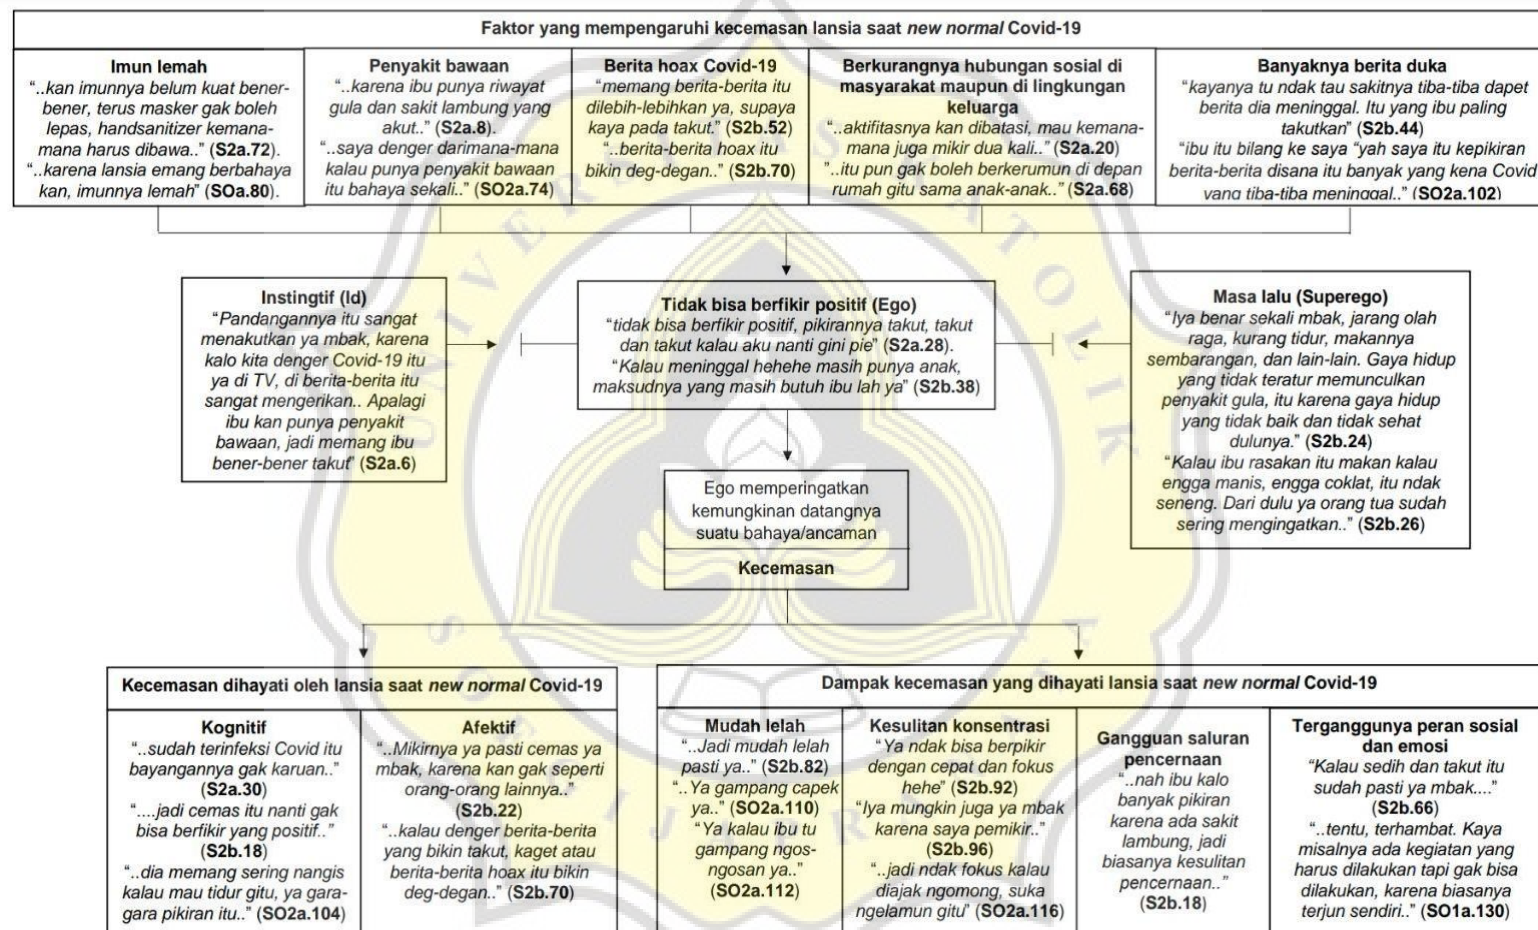 Faktor yang mempengaruhi kecemasan lansia saat new normal Covid-19
Imun lemah
“..kan imunnya belum kuat bener-
bener, terus masker gak boleh
lepas, handsanitizer kemana-
mana harus dibawa..” (S2a.72).
“..karena lansia emang berbahaya
kan, imunnya lemah” (SOa.80).
Penyakit bawaan
“..karena ibu punya riwayat
gula dan sakit lambung yang
akut..” (S2a.8).
“..saya denger darimana-mana
kalau punya penyakit bawaan
itu bahaya sekali..” (SO2a.74)
Berita hoax Covid-19
“memang berita-berita itu
dilebih-lebihkan ya, supaya
kaya pada takut.” (S2b.52)
“..berita-berita hoax itu
bikin deg-degan..” (S2b.70)
Berkurangnya hubungan sosial di
masyarakat maupun di lingkungan
keluarga
“..aktifitasnya kan dibatasi, mau kemana-
mana juga mikir dua kali..” (S2a.20)
“..itu pun gak boleh berkerumun di depan
rumah gitu sama anak-anak..” (S2a.68)
Banyaknya berita duka
“kayanya tu ndak tau sakitnya tiba-tiba dapet
berita dia meninggal. Itu yang ibu paling
takutkan” (S2b.44)
“ibu itu bilang ke saya “yah saya itu kepikiran
berita-berita disana itu banyak yang kena Covid
yang tiba-tiba meninggal..” (SO2a.102)
Instingtif (Id)
“Pandangannya itu sangat
menakutkan ya mbak, karena
kalo kita denger Covid-19 itu
ya di TV, di berita-berita itu
sangat mengerikan.. Apalagi
ibu kan punya penyakit
bawaan, jadi memang ibu
bener-bener takut” (S2a.6)
Tidak bisa berfikir positif (Ego)
“tidak bisa berfikir positif, pikirannya takut, takut
dan takut kalau aku nanti gini pie” (S2a.28).
“Kalau meninggal hehehe masih punya anak,
maksudnya yang masih butuh ibu lah ya” (S2b.38)
Masa lalu (Superego)
“Iya benar sekali mbak, jarang olah
raga, kurang tidur, makannya
sembarangan, dan lain-lain. Gaya hidup
yang tidak teratur memunculkan
penyakit gula, itu karena gaya hidup
yang tidak baik dan tidak sehat
dulunya.” (S2b.24)
“Kalau ibu rasakan itu makan kalau
engga manis, engga coklat, itu ndak
seneng. Dari dulu ya orang tua sudah
sering mengingatkan..” (S2b.26)
Ego memperingatkan
kemungkinan datangnya
suatu bahaya/ancaman
Kecemasan
Kecemasan dihayati oleh lansia saat new normal Covid-19
Kognitif
“..sudah terinfeksi Covid itu
bayangannya gak karuan..”
(S2a.30)
“....jadi cemas itu nanti gak
bisa berfikir yang positif..”
(S2b.18)
“..dia memang sering nangis
kalau mau tidur gitu, ya gara-
gara pikiran itu..” (SO2a.104)
Afektif
“..Mikirnya ya pasti cemas ya
mbak, karena kan gak seperti
orang-orang lainnya..”
(S2b.22)
“..kalau denger berita-berita
yang bikin takut, kaget atau
berita-berita hoax itu bikin
deg-degan..” (S2b.70)
Dampak kecemasan yang dihayati lansia saat new normal Covid-19
Mudah lelah
“..Jadi mudah lelah
pasti ya..” (S2b.82)
“..Ya gampang capek
ya..” (SO2a.110)
“Ya kalau ibu tu
gampang ngos-
ngosan ya..”
(SO2a.112)
Kesulitan konsentrasi
“Ya ndak bisa berpikir
dengan cepat dan fokus
hehe” (S2b.92)
“Iya mungkin juga ya mbak
karena saya pemikir..”
(S2b.96)
“..jadi ndak fokus kalau
diajak ngomong, suka
ngelamun gitu” (SO2a.116)
Gangguan saluran
pencernaan
“..nah ibu kalo
banyak pikiran
karena ada sakit
lambung, jadi
biasanya kesulitan
pencernaan..”
(S2b.18)
Terganggunya peran sosial
dan emosi
“Kalau sedih dan takut itu
sudah pasti ya mbak....”
(S2b.66)
“..tentu, terhambat. Kaya
misalnya ada kegiatan yang
harus dilakukan tapi gak bisa
dilakukan, karena biasanya
terjun sendiri..” (SO1a.130)